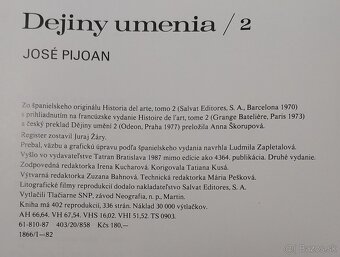 Dejiny umenia / 2
JOSÉ PIJOAN
Zo španielskeho originálu Historia del arte, tomo 2 (Salvat Editores, S. A., Barcelona 1970)
s prihliadnutím na francúzske vydanie Histoire de l'art, tome 2 (Grange Batelière, Paris 1973)
a český preklad Dějiny umění 2 (Odeon, Praha 1977) preložila Anna Škorupová.
Register zostavil Juraj Žáry.
Prebal, väzbu a grafickú úpravu podľa španielskeho vydania navrhla Ludmila Zapletalová.
Vyšlo vo vydavateľstve Tatran Bratislava 1987 mimo edície ako 4364. publikácia. Druhé vydanie.
Zodpovedná redaktorka Irena Kucharová. Korigovala Tatiana Kusá.
Výtvarná redaktorka Zuzana Bahnová, Technická redaktorka Mária Pešková.
Litografické filmy reprodukcií dodalo nakladateľstvo Salvat Editores, S. A.
Vytlačili Tlačiarne SNP, závod Neografia, n. p., Martin.
Kniha má 402 reprodukcií, 336 strán. Náklad 30 000 výtlačkov.
AH 66,64. VH 67,54. VHS 16,02. VHI 51,52. TS 0903.
61-810-87 403/20/858 Kčs 180,—
1866/I—82
bazos.sk